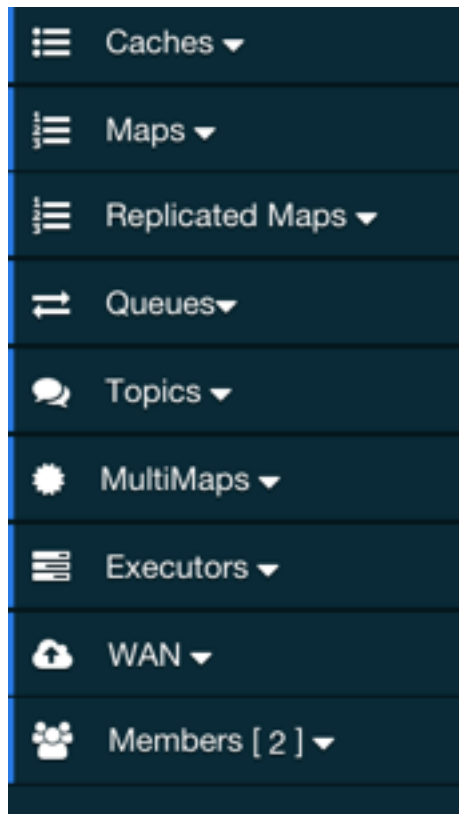 Caches
Maps
Replicated Maps
Queues
Topics
MultiMaps
Executors
WAN
Members [ 2 ]